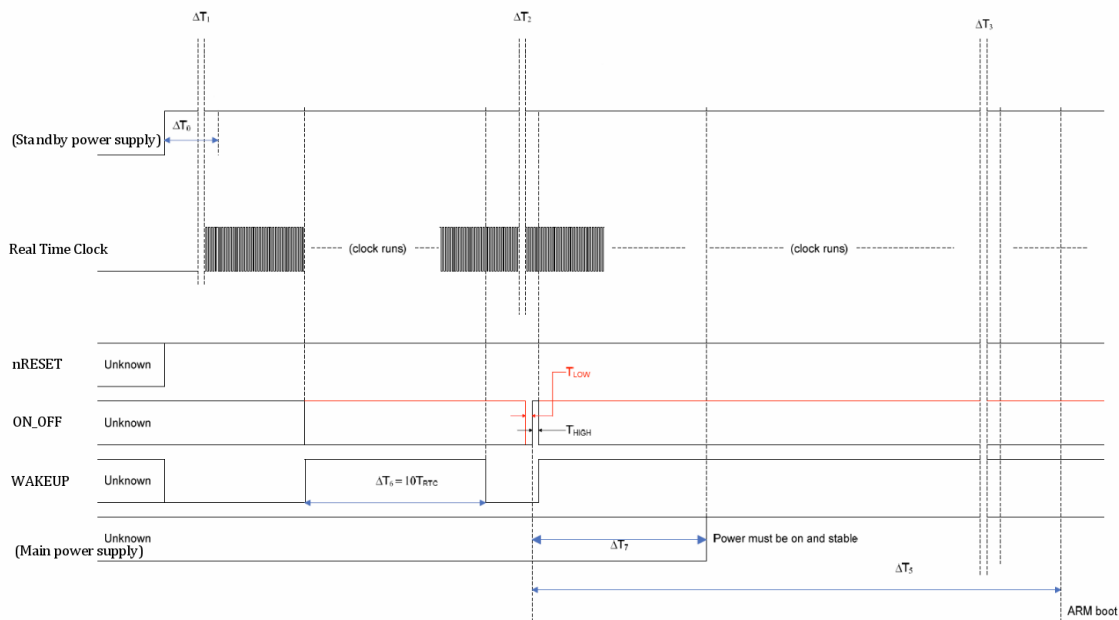 ΔT1 ΔT2 ΔT3
ΔT0
(Standby power supply)
Real Time Clock
(clock runs) (clock runs)
nRESET Unknown
TLOW
ON_OFF Unknown
THIGH
WAKEUP Unknown
ΔT6 = 10TRTC
Unknown
(Main power supply)
ΔT7
Power must be on and stable
ΔT5
ARM boot